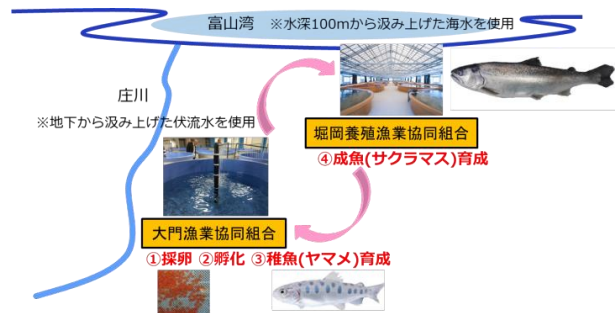 富山湾 ※水深100mから汲み上げた海水を使用
庄川
※地下から汲み上げた伏流水を使用
堀岡養殖漁業協同組合
④成魚(サクラマス)育成
大門漁業協同組合
①採卵 ②孵化 ③稚魚(ヤマメ)育成